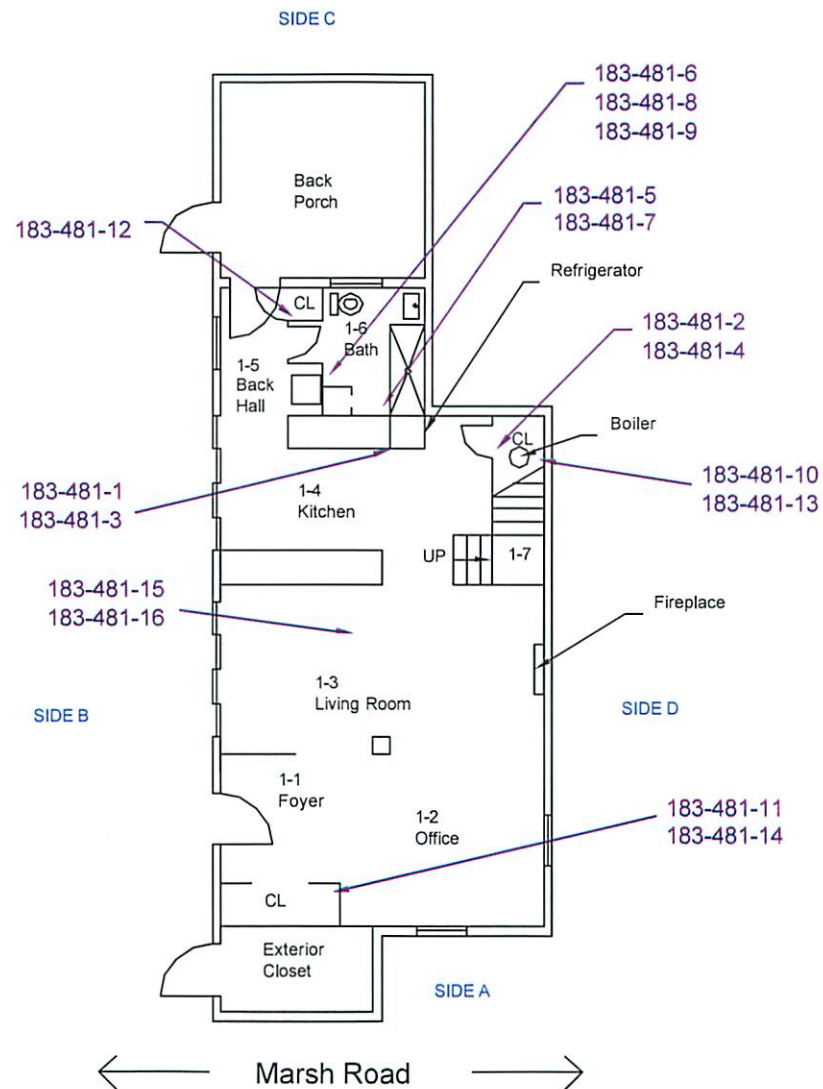 SIDE C
183-481-6
183-481-8
183-481-9
Back
Porch
183-481-5
183-481-7
183-481-12
Refrigerator
CL
1-6
Bath
183-481-2
183-481-4
1-5
Back
Hall
Boiler
CL
183-481-10
183-481-13
183-481-1
183-481-3
1-4
Kitchen
UP
1-7
183-481-15
183-481-16
Fireplace
1-3
Living Room
SIDE B
SIDE D
1-1
Foyer
183-481-11
183-481-14
1-2
Office
CL
Exterior
Closet
SIDE A
Marsh Road